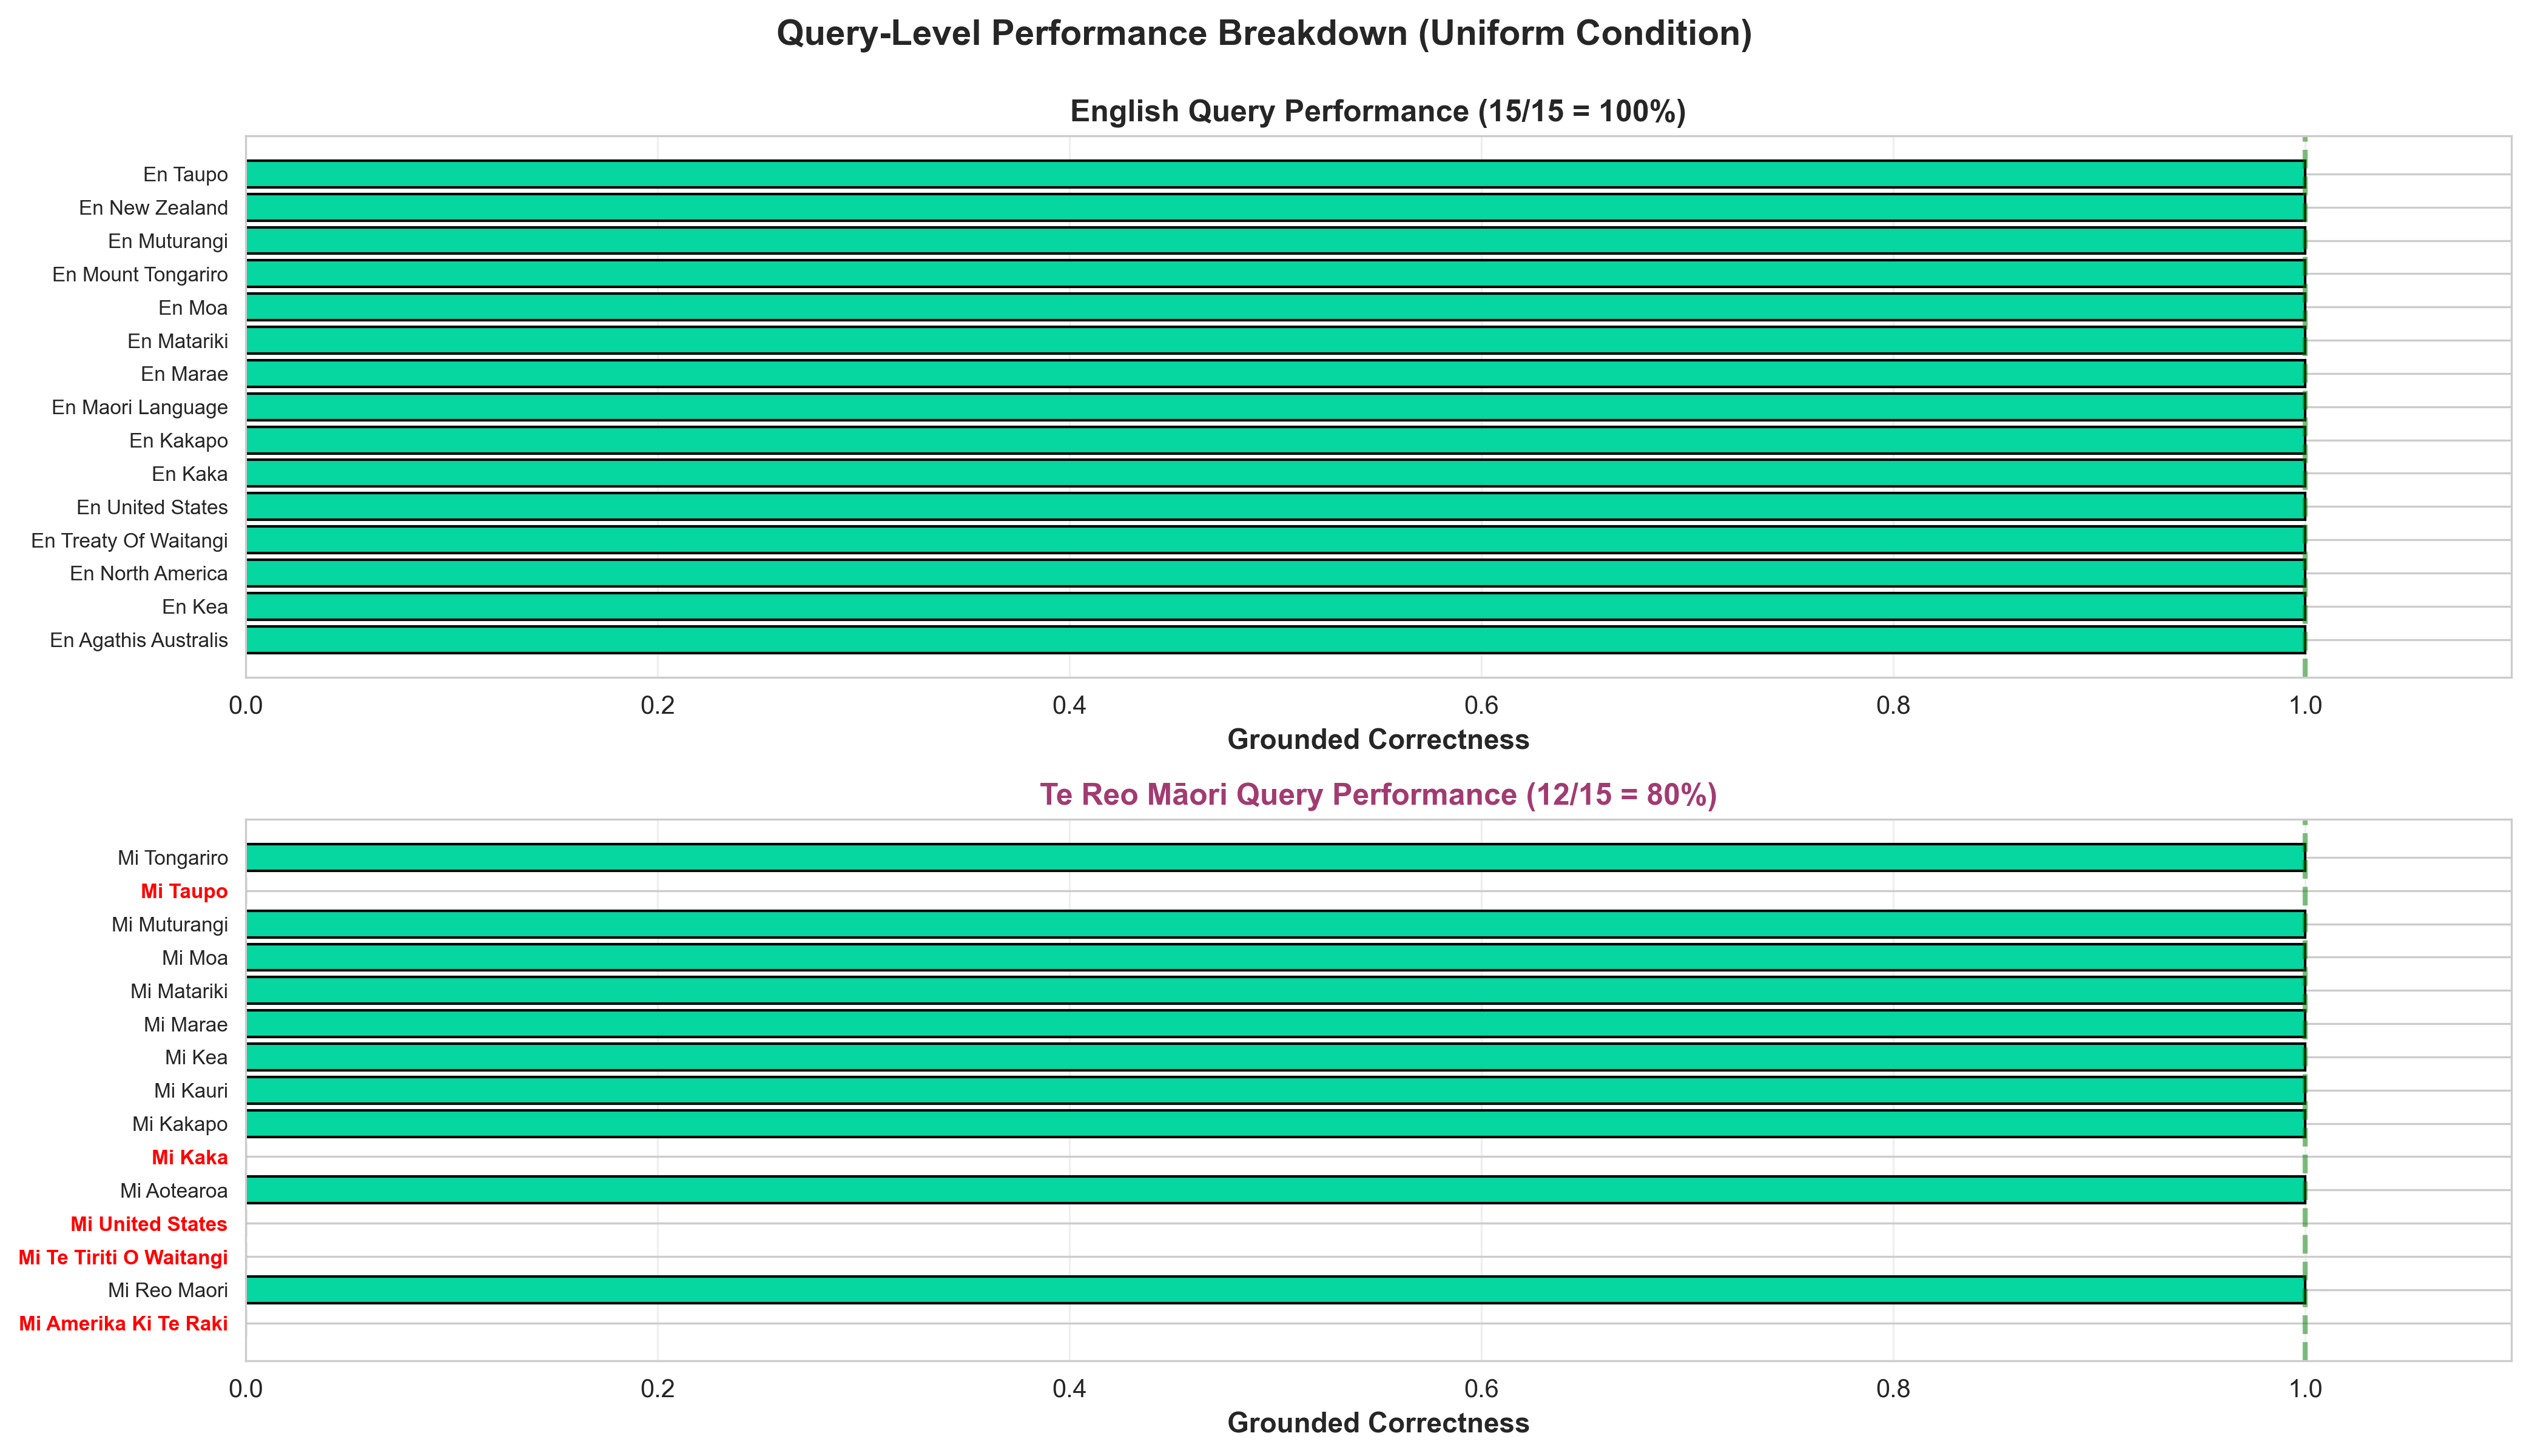 Query-Level Performance Breakdown (Uniform Condition)
English Query Performance (15/15 = 100%)
En Taupo
En New Zealand
En Muturangi
En Mount Tongariro
En Moa
En Matariki
En Marae
En Maori Language
En Kakapo
En Kaka
En United States
En Treaty Of Waitangi
En North America
En Kea
En Agathis Australis
0.0 0.2 0.4 0.6 0.8 1.0
Grounded Correctness
Te Reo Māori Query Performance (12/15 = 80%)
Mi Tongariro
Mi Taupo
Mi Muturangi
Mi Moa
Mi Matariki
Mi Marae
Mi Kea
Mi Kauri
Mi Kakapo
Mi Kaka
Mi Aotearoa
Mi United States
Mi Te Tiriti O Waitangi
Mi Reo Maori
Mi Amerika Ki Te Raki
0.0 0.2 0.4 0.6 0.8 1.0
Grounded Correctness